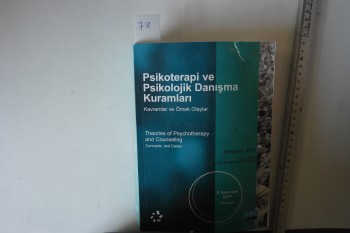 78
Psikoterapi ve
Psikolojik Danışma
Kuramları
Kavramlar ve Örnek Olaylar
Theories of Psychotherapy
and Counseling
Concepts and Cases